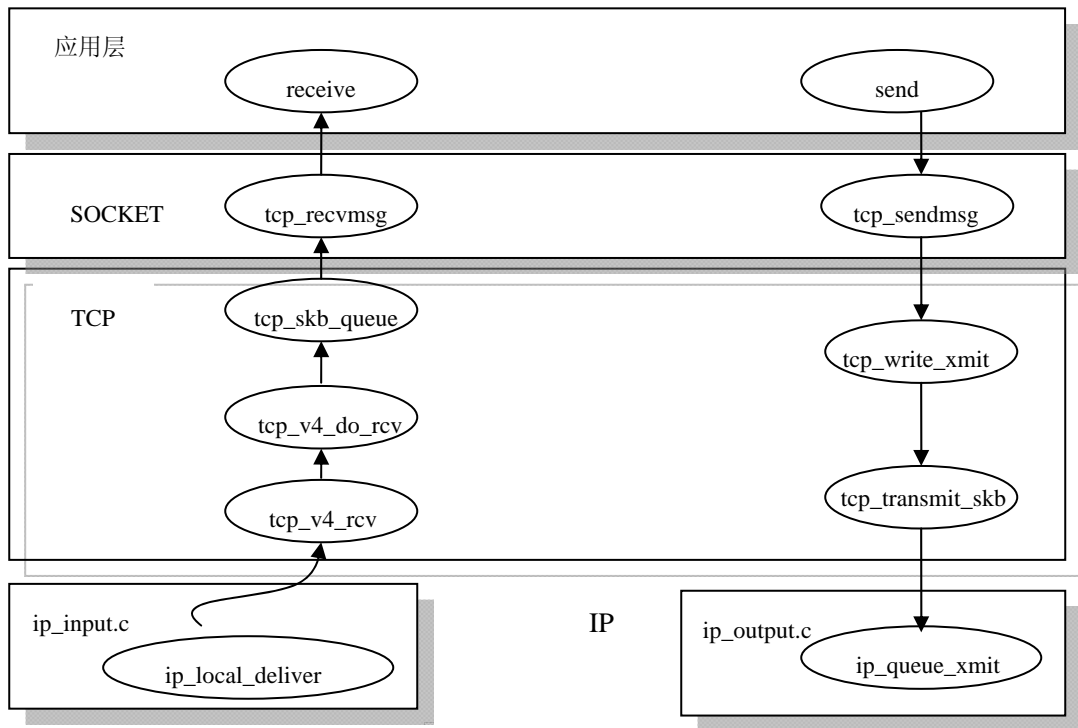 应用层
receive
send
SOCKET
tcp_recvmsg
tcp_sendmsg
TCP
tcp_skb_queue
tcp_write_xmit
tcp_v4_do_rcv
tcp_transmit_skb
tcp_v4_rcv
ip_input.c
IP
ip_output.c
ip_local_deliver
ip_queue_xmit